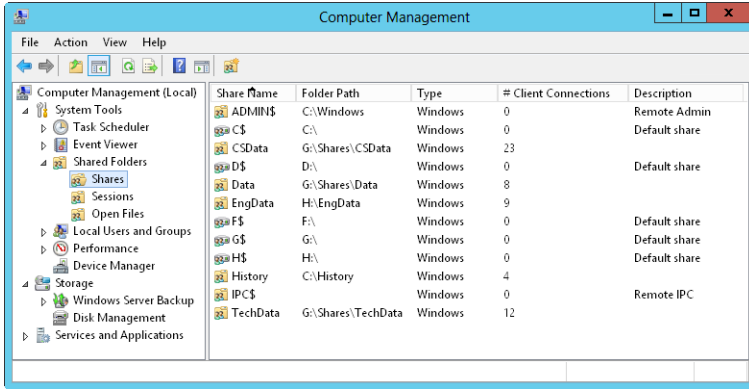 Computer Management
File Action View Help
Computer Management (Local)
System Tools
Task Scheduler
Event Viewer
Shared Folders
Shares
Sessions
Open Files
Local Users and Groups
Performance
Device Manager
Storage
Windows Server Backup
Disk Management
Services and Applications
Share Name Folder Path Type # Client Connections Description
ADMIN$ C:\Windows Windows 0 Remote Admin
C$ C:\ Windows 0 Default share
CSData G:\Shares\CSData Windows 23
D$ D:\ Windows 0 Default share
Data G:\Shares\Data Windows 8
EngData H:\EngData Windows 9
F$ F:\ Windows 0 Default share
G$ G:\ Windows 0 Default share
H$ H:\ Windows 0 Default share
History C:\History Windows 4
IPC$ Windows 0 Remote IPC
TechData G:\Shares\TechData Windows 12